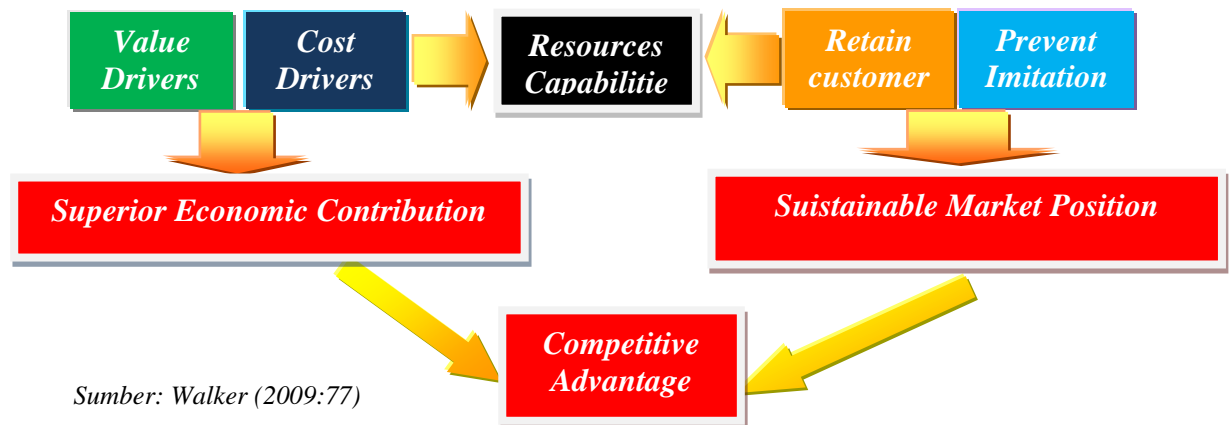 Value
Drivers
Cost
Drivers
Resources
Capabilitie
Retain
customer
Prevent
Imitation
Superior Economic Contribution
Suistainable Market Position
Competitive
Advantage
Sumber: Walker (2009:77)